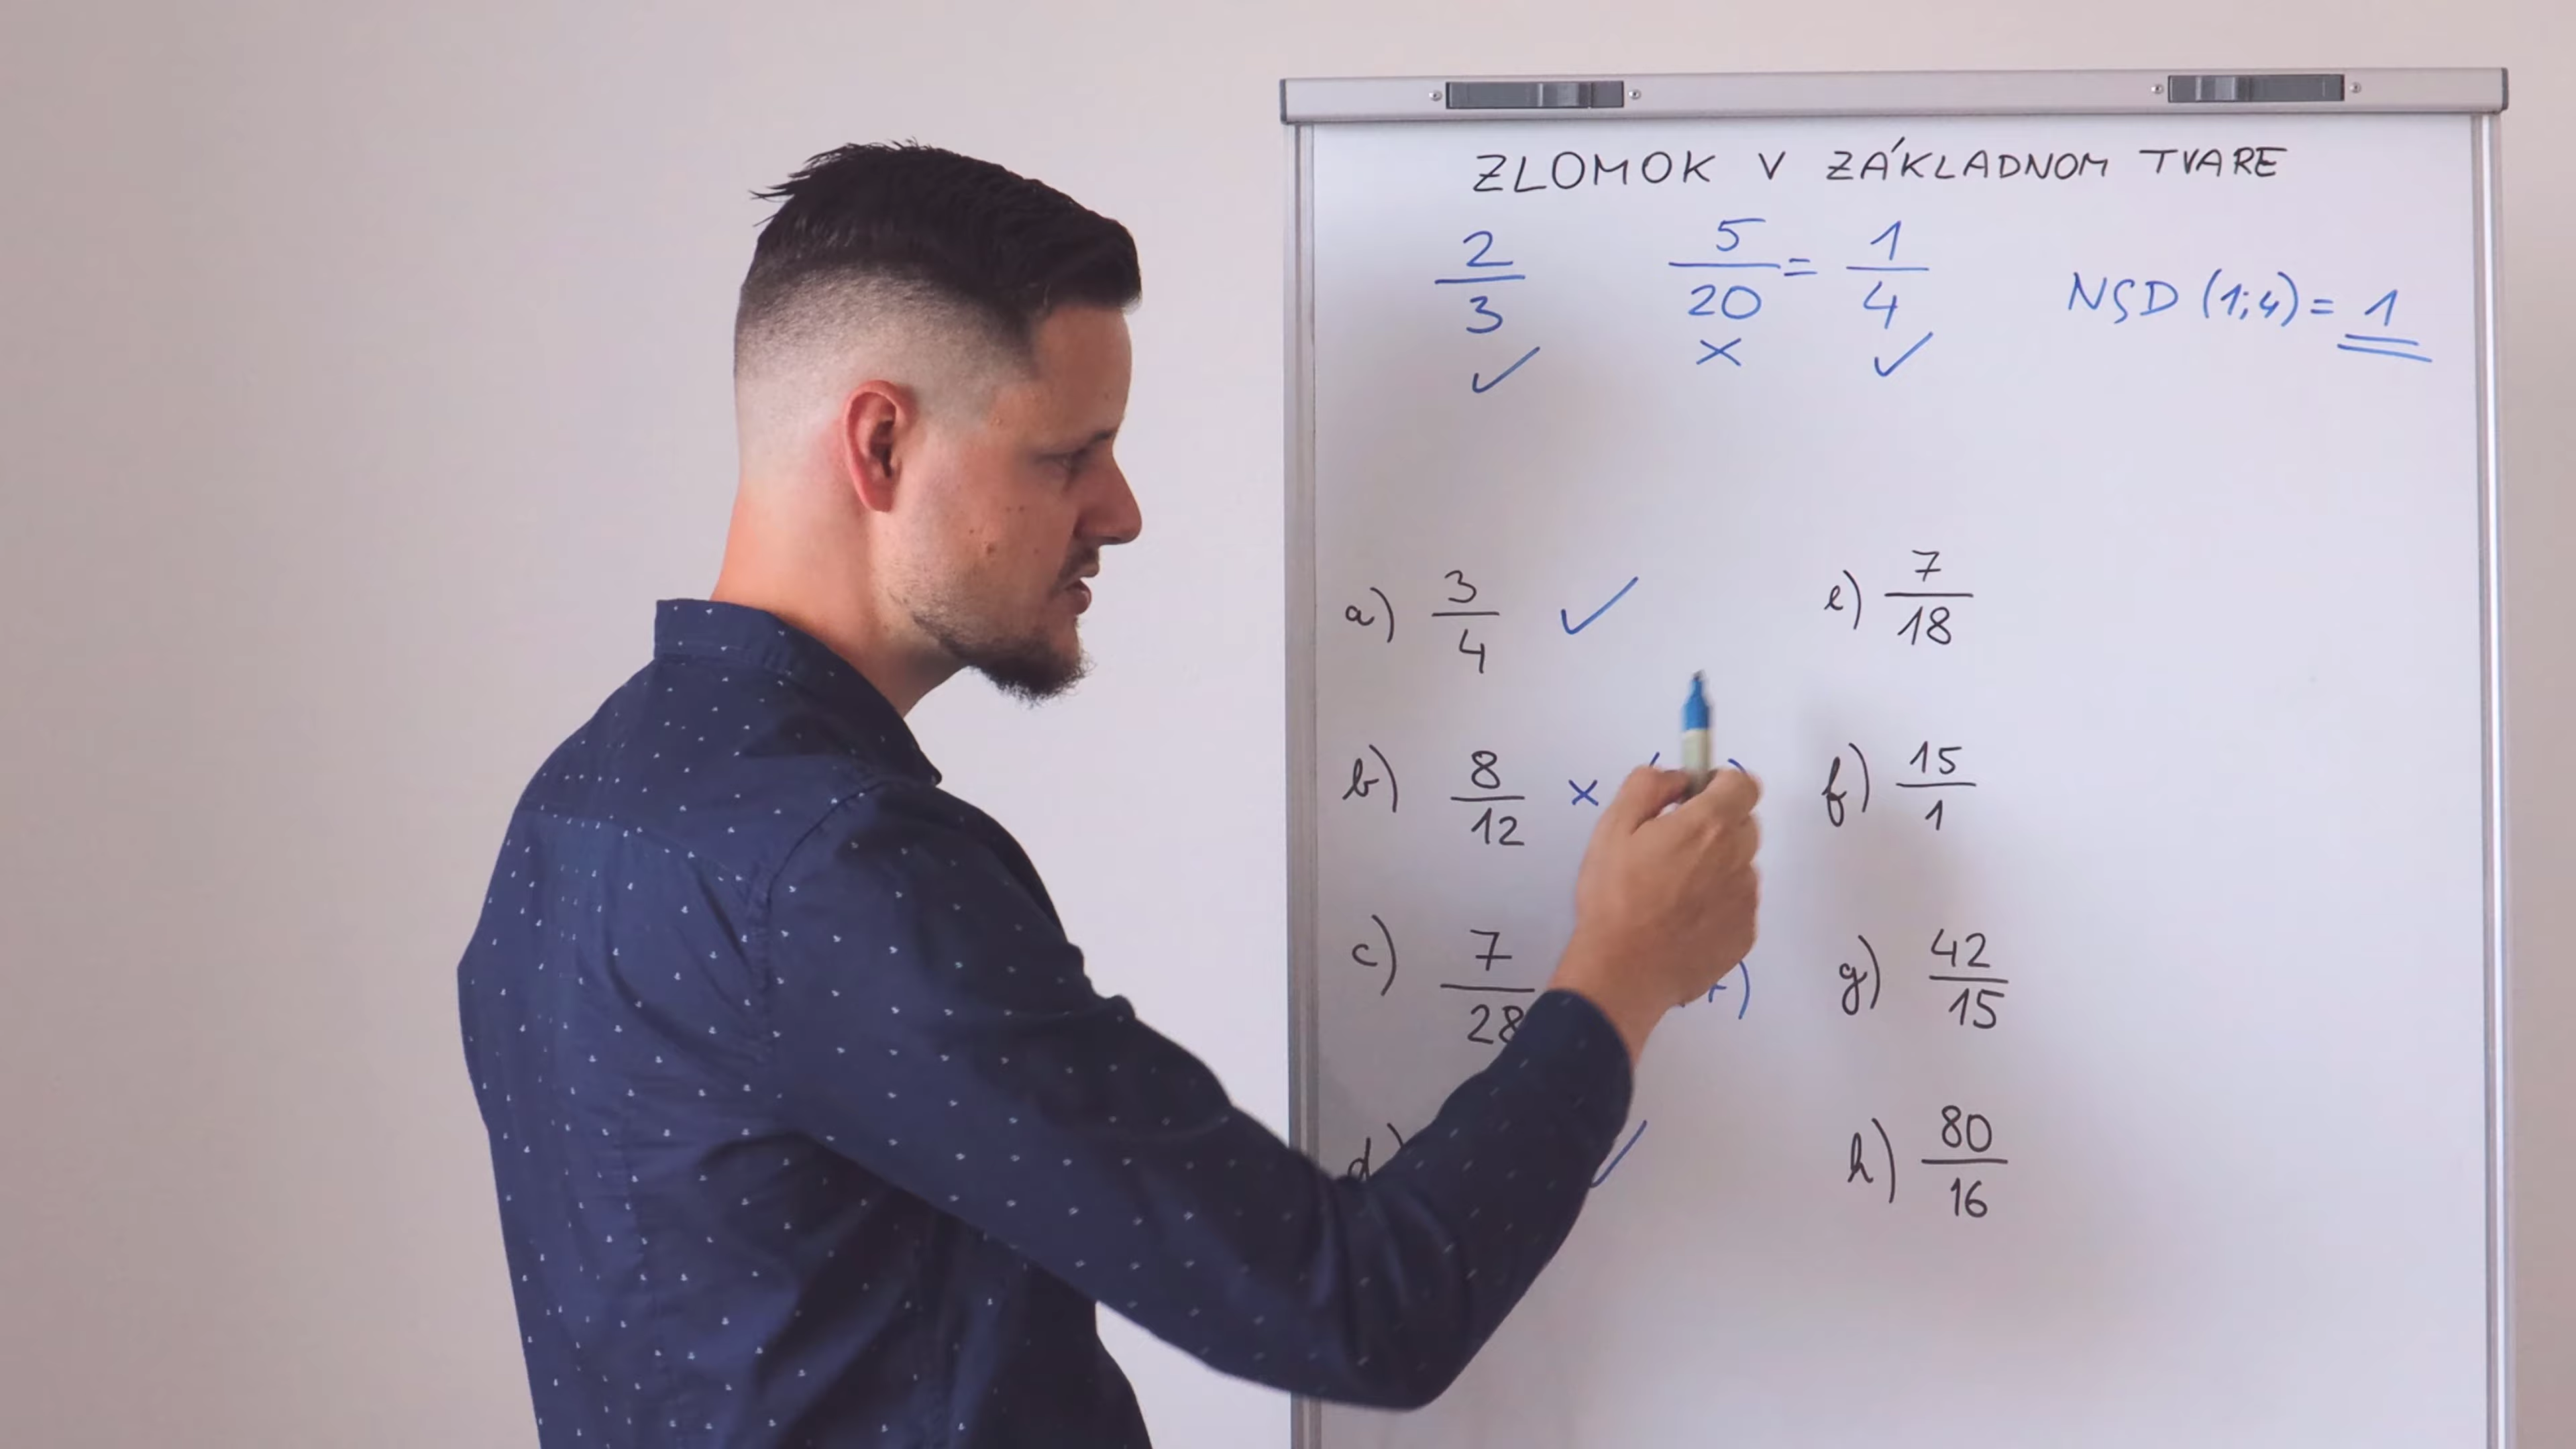 ZLOMOK V ZÁKLADNOM TVARE
2/3 5/20 = 1/4 NSD (1;4) = 1
✓ × ✓
a) 3/4 ✓
b) 8/12 ×
c) 7/28
d) ✓
e) 7/18
f) 15/1
g) 42/15
h) 80/16